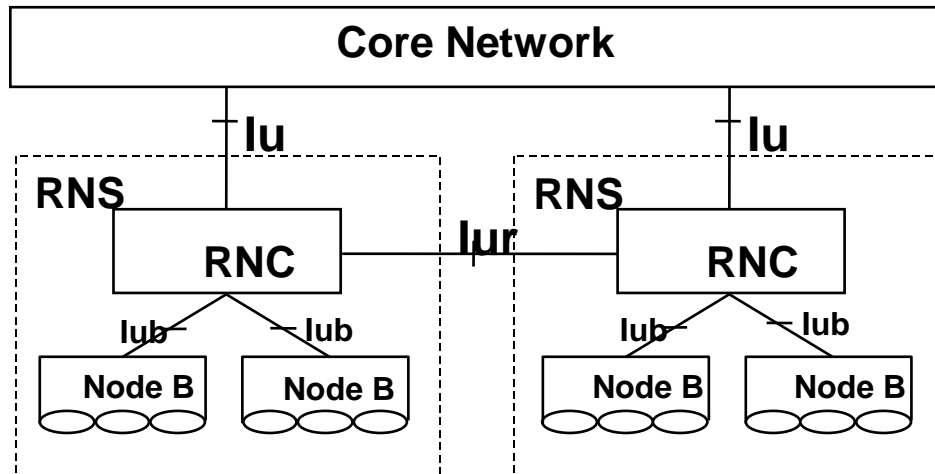 Core Network
Iu Iu
RNS RNS
Iur
RNC RNC
Iub Iub Iub Iub
Node B Node B Node B Node B